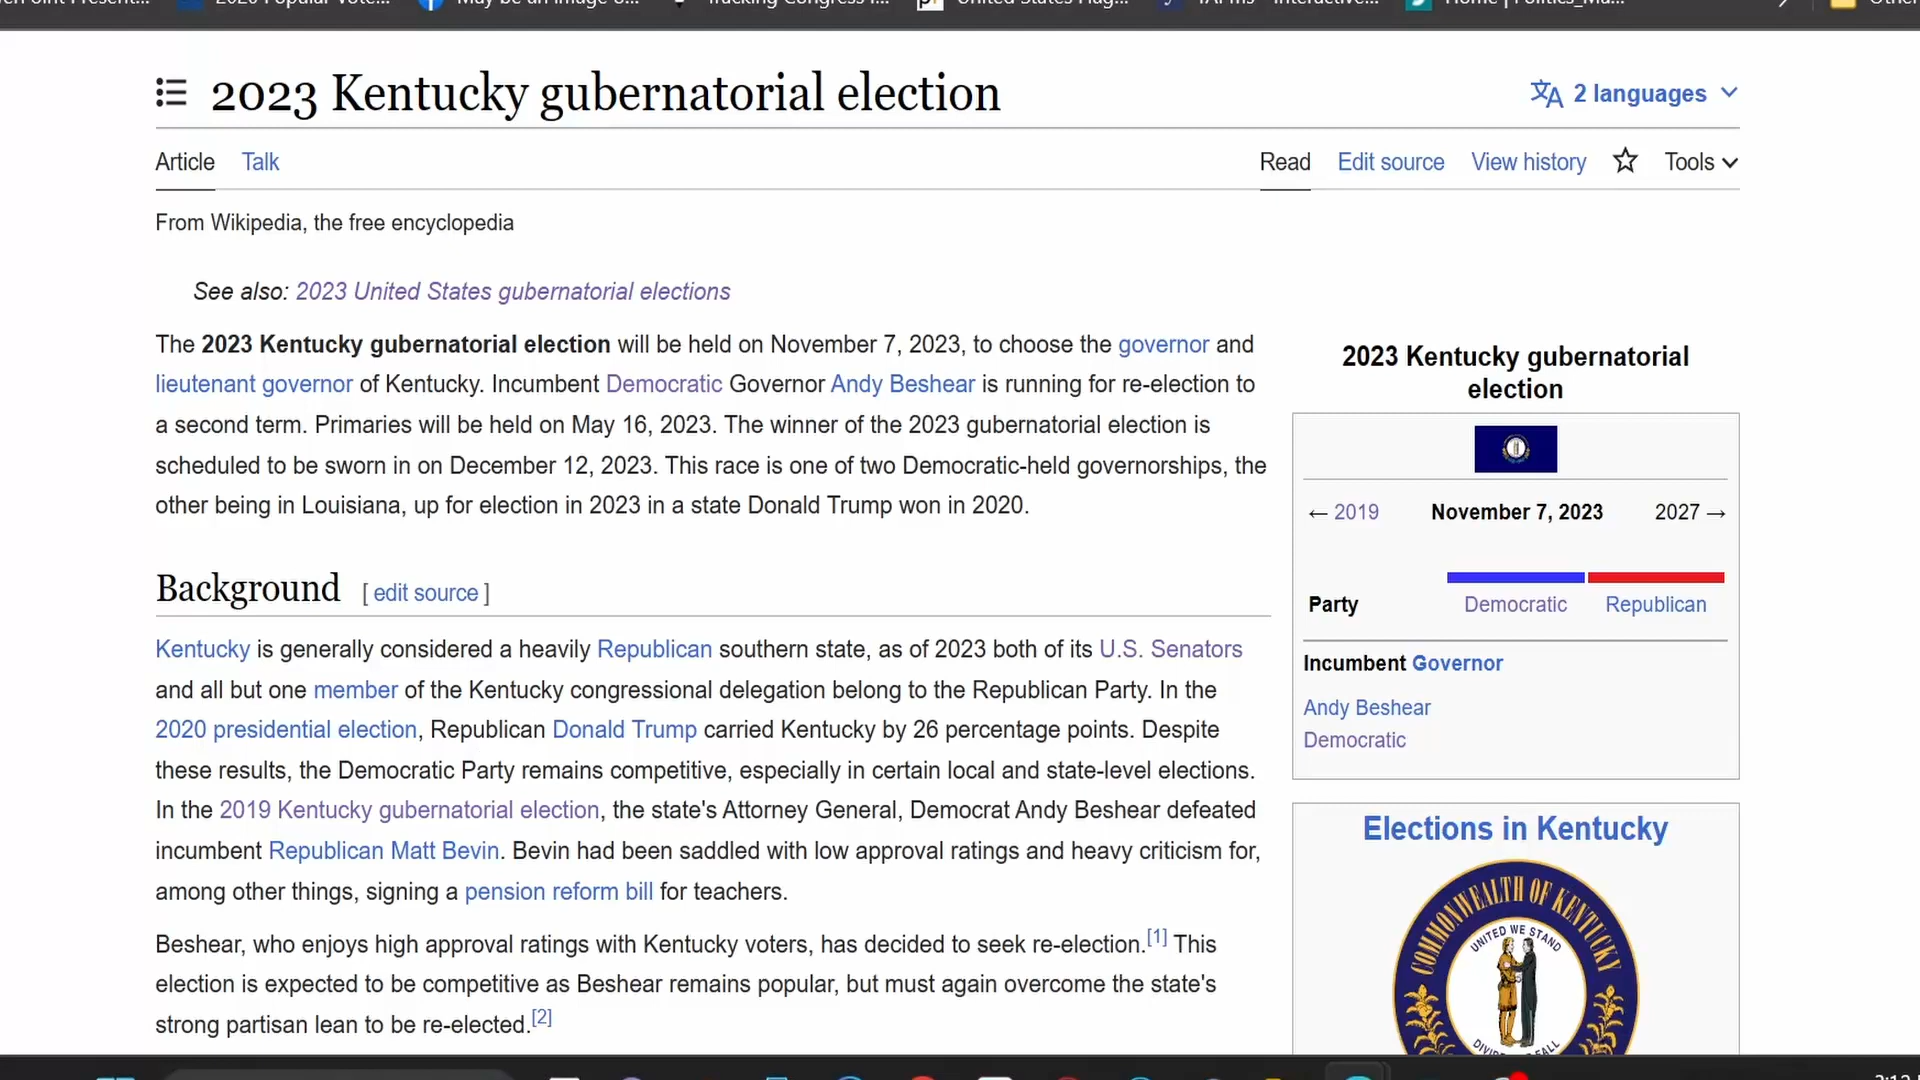 2023 Kentucky gubernatorial election
2 languages
Article Talk
Read Edit source View history Tools
From Wikipedia, the free encyclopedia
See also: 2023 United States gubernatorial elections
The 2023 Kentucky gubernatorial election will be held on November 7, 2023, to choose the governor and
lieutenant governor of Kentucky. Incumbent Democratic Governor Andy Beshear is running for re-election to
a second term. Primaries will be held on May 16, 2023. The winner of the 2023 gubernatorial election is
scheduled to be sworn in on December 12, 2023. This race is one of two Democratic-held governorships, the
other being in Louisiana, up for election in 2023 in a state Donald Trump won in 2020.
Background [ edit source ]
Kentucky is generally considered a heavily Republican southern state, as of 2023 both of its U.S. Senators
and all but one member of the Kentucky congressional delegation belong to the Republican Party. In the
2020 presidential election, Republican Donald Trump carried Kentucky by 26 percentage points. Despite
these results, the Democratic Party remains competitive, especially in certain local and state-level elections.
In the 2019 Kentucky gubernatorial election, the state's Attorney General, Democrat Andy Beshear defeated
incumbent Republican Matt Bevin. Bevin had been saddled with low approval ratings and heavy criticism for,
among other things, signing a pension reform bill for teachers.
Beshear, who enjoys high approval ratings with Kentucky voters, has decided to seek re-election.[1] This
election is expected to be competitive as Beshear remains popular, but must again overcome the state's
strong partisan lean to be re-elected.[2]
2023 Kentucky gubernatorial
election
← 2019 November 7, 2023 2027 →
Party Democratic Republican
Incumbent Governor
Andy Beshear
Democratic
Elections in Kentucky
COMMONWEALTH OF KENTUCKY
UNITED WE STAND